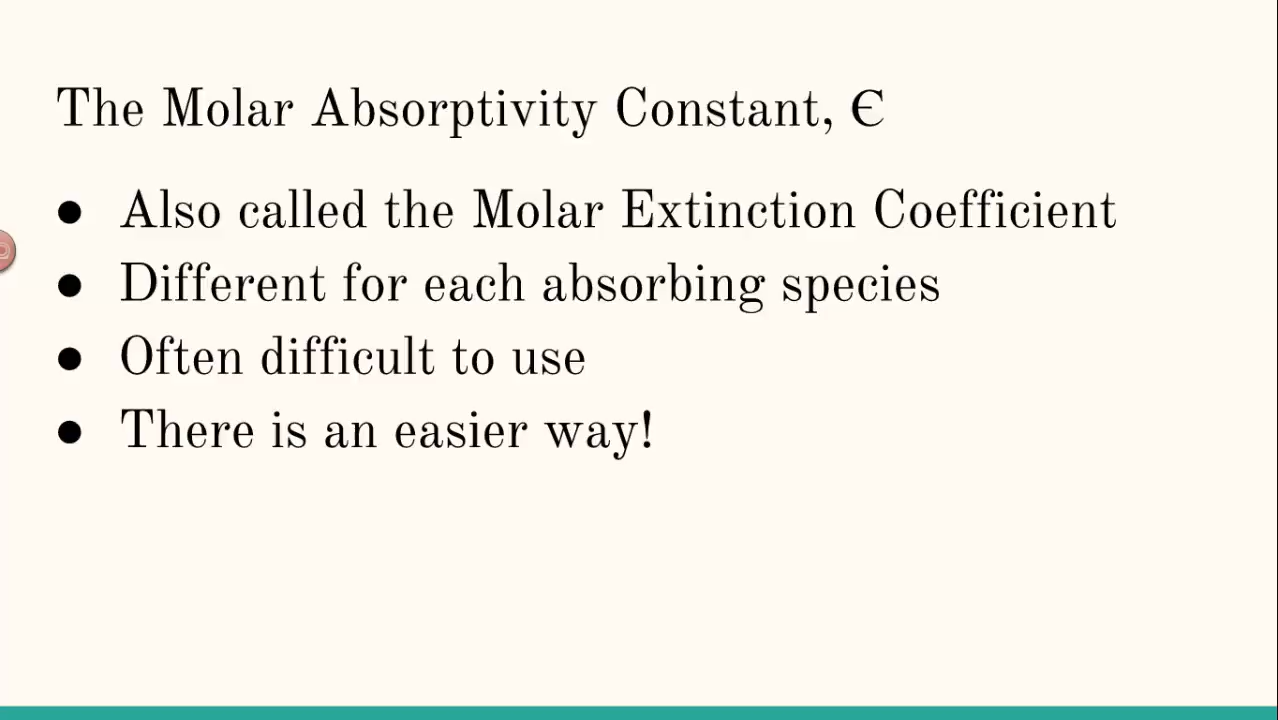 The Molar Absorptivity Constant, Є
● Also called the Molar Extinction Coefficient
● Different for each absorbing species
● Often difficult to use
● There is an easier way!